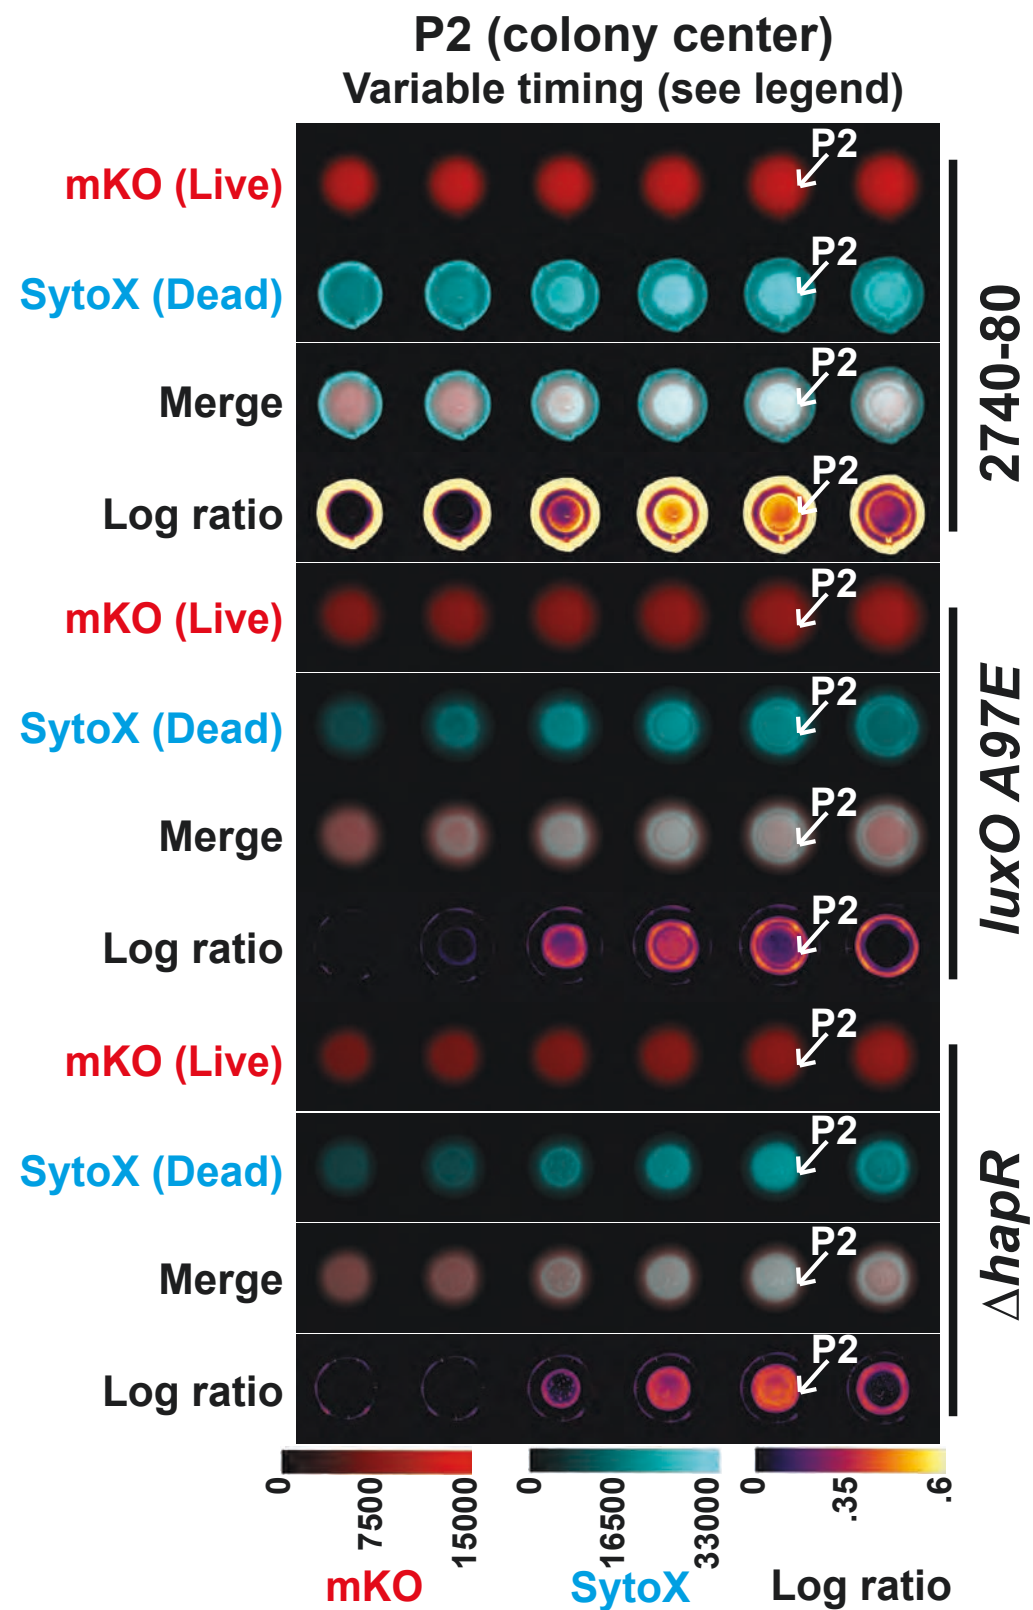 P2 (colony center)
Variable timing (see legend)
mKO (Live)
P2
SytoX (Dead)
P2
Merge
P2
Log ratio
P2
2740-80
mKO (Live)
P2
SytoX (Dead)
P2
Merge
P2
Log ratio
P2
luxO A97E
mKO (Live)
P2
SytoX (Dead)
P2
Merge
P2
Log ratio
P2
ΔhapR
0
7500
15000
mKO
0
16500
33000
SytoX
0
.35
.6
Log ratio